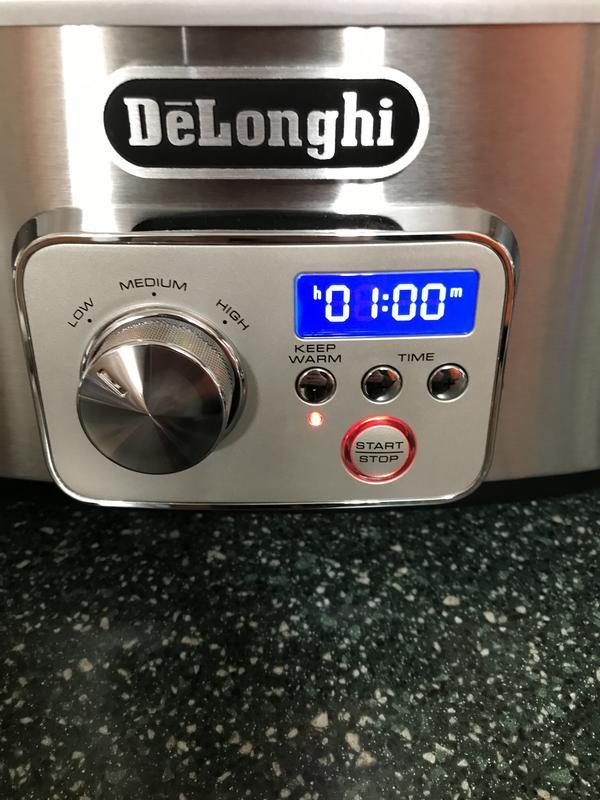 DēLonghi
LOW MEDIUM HIGH
h01:00m
KEEP
WARM
TIME
START
STOP